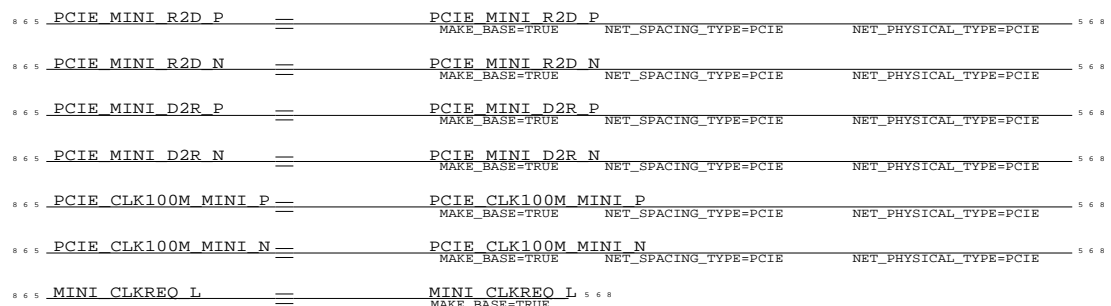 8 6 5 PCIE_MINI_R2D_P PCIE_MINI_R2D_P 5 6 8
MAKE_BASE=TRUE NET_SPACING_TYPE=PCIE NET_PHYSICAL_TYPE=PCIE
8 6 5 PCIE_MINI_R2D_N PCIE_MINI_R2D_N 5 6 8
MAKE_BASE=TRUE NET_SPACING_TYPE=PCIE NET_PHYSICAL_TYPE=PCIE
8 6 5 PCIE_MINI_D2R_P PCIE_MINI_D2R_P 5 6 8
MAKE_BASE=TRUE NET_SPACING_TYPE=PCIE NET_PHYSICAL_TYPE=PCIE
8 6 5 PCIE_MINI_D2R_N PCIE_MINI_D2R_N 5 6 8
MAKE_BASE=TRUE NET_SPACING_TYPE=PCIE NET_PHYSICAL_TYPE=PCIE
8 6 5 PCIE_CLK100M_MINI_P PCIE_CLK100M_MINI_P 5 6 8
MAKE_BASE=TRUE NET_SPACING_TYPE=PCIE NET_PHYSICAL_TYPE=PCIE
8 6 5 PCIE_CLK100M_MINI_N PCIE_CLK100M_MINI_N 5 6 8
MAKE_BASE=TRUE NET_SPACING_TYPE=PCIE NET_PHYSICAL_TYPE=PCIE
8 6 5 MINI_CLKREQ_L MINI_CLKREQ_L 5 6 8
MAKE_BASE=TRUE